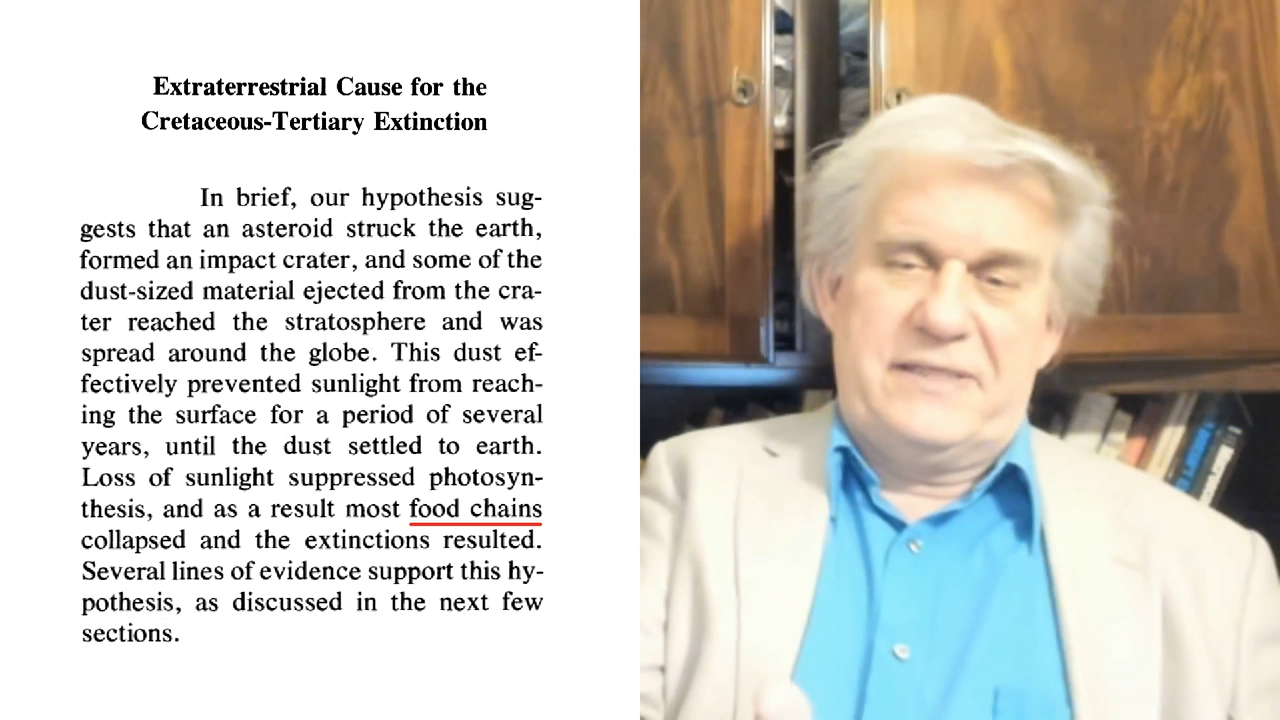 Extraterrestrial Cause for the
Cretaceous-Tertiary Extinction
In brief, our hypothesis sug-
gests that an asteroid struck the earth,
formed an impact crater, and some of the
dust-sized material ejected from the cra-
ter reached the stratosphere and was
spread around the globe. This dust ef-
fectively prevented sunlight from reach-
ing the surface for a period of several
years, until the dust settled to earth.
Loss of sunlight suppressed photosyn-
thesis, and as a result most food chains
collapsed and the extinctions resulted.
Several lines of evidence support this hy-
pothesis, as discussed in the next few
sections.